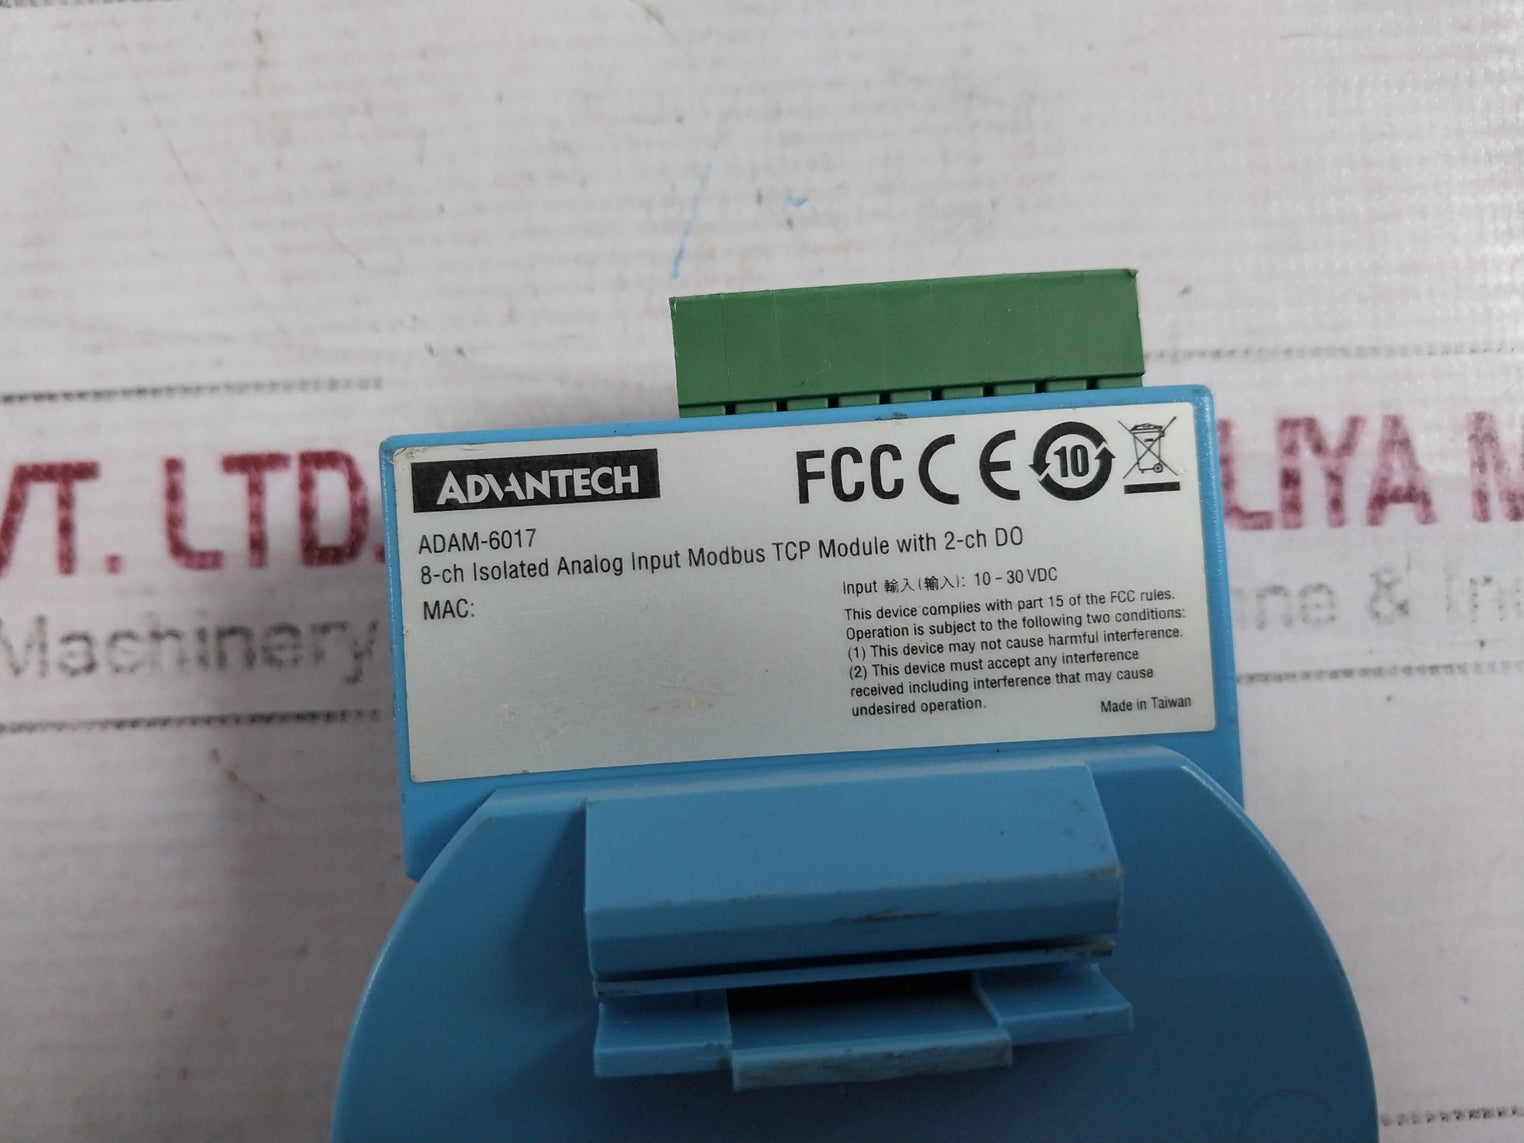 ADVANTECH
FCC CE 10
ADAM-6017
8-ch Isolated Analog Input Modbus TCP Module with 2-ch DO
MAC:
Input 輸入(输入): 10 - 30 VDC
This device complies with part 15 of the FCC rules.
Operation is subject to the following two conditions:
(1) This device may not cause harmful interference.
(2) This device must accept any interference
received including interference that may cause
undesired operation.
Made in Taiwan
VT. LTD.
LIYA M
Machinery
ne & Ind